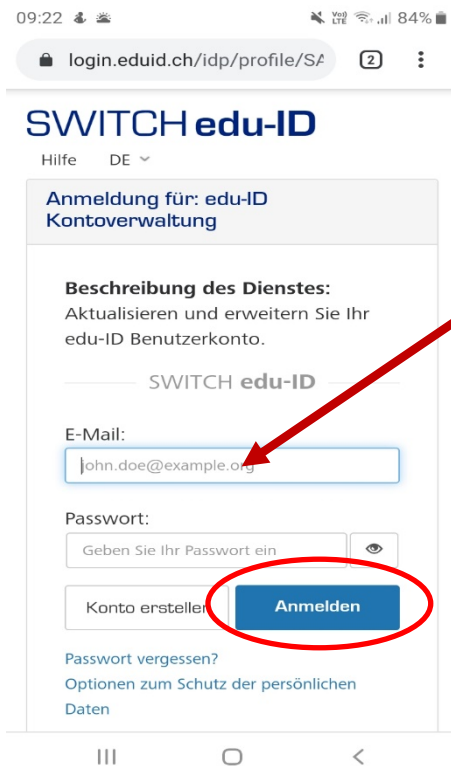 09:22 84%
login.eduid.ch/idp/profile/SA 2
SWITCH edu-ID
Hilfe DE
Anmeldung für: edu-ID
Kontoverwaltung
Beschreibung des Dienstes:
Aktualisieren und erweitern Sie Ihr
edu-ID Benutzerkonto.
SWITCH edu-ID
E-Mail:
john.doe@example.org
Passwort:
Geben Sie Ihr Passwort ein
Konto erstellen Anmelden
Passwort vergessen?
Optionen zum Schutz der persönlichen
Daten